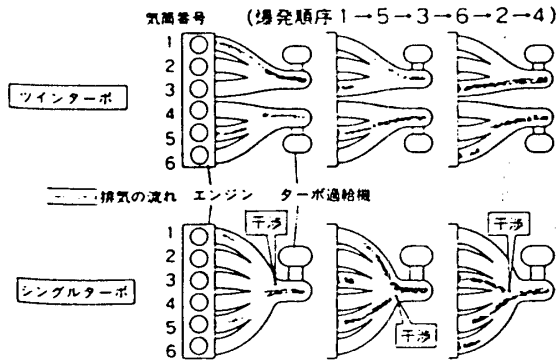 気筒番号 (爆発順序1→5→3→6→2→4)
1
2
3
4
5
6
ツインターボ
排気の流れ エンジン ターボ過給機
干渉
干渉
干渉
1
2
3
4
5
6
シングルターボ